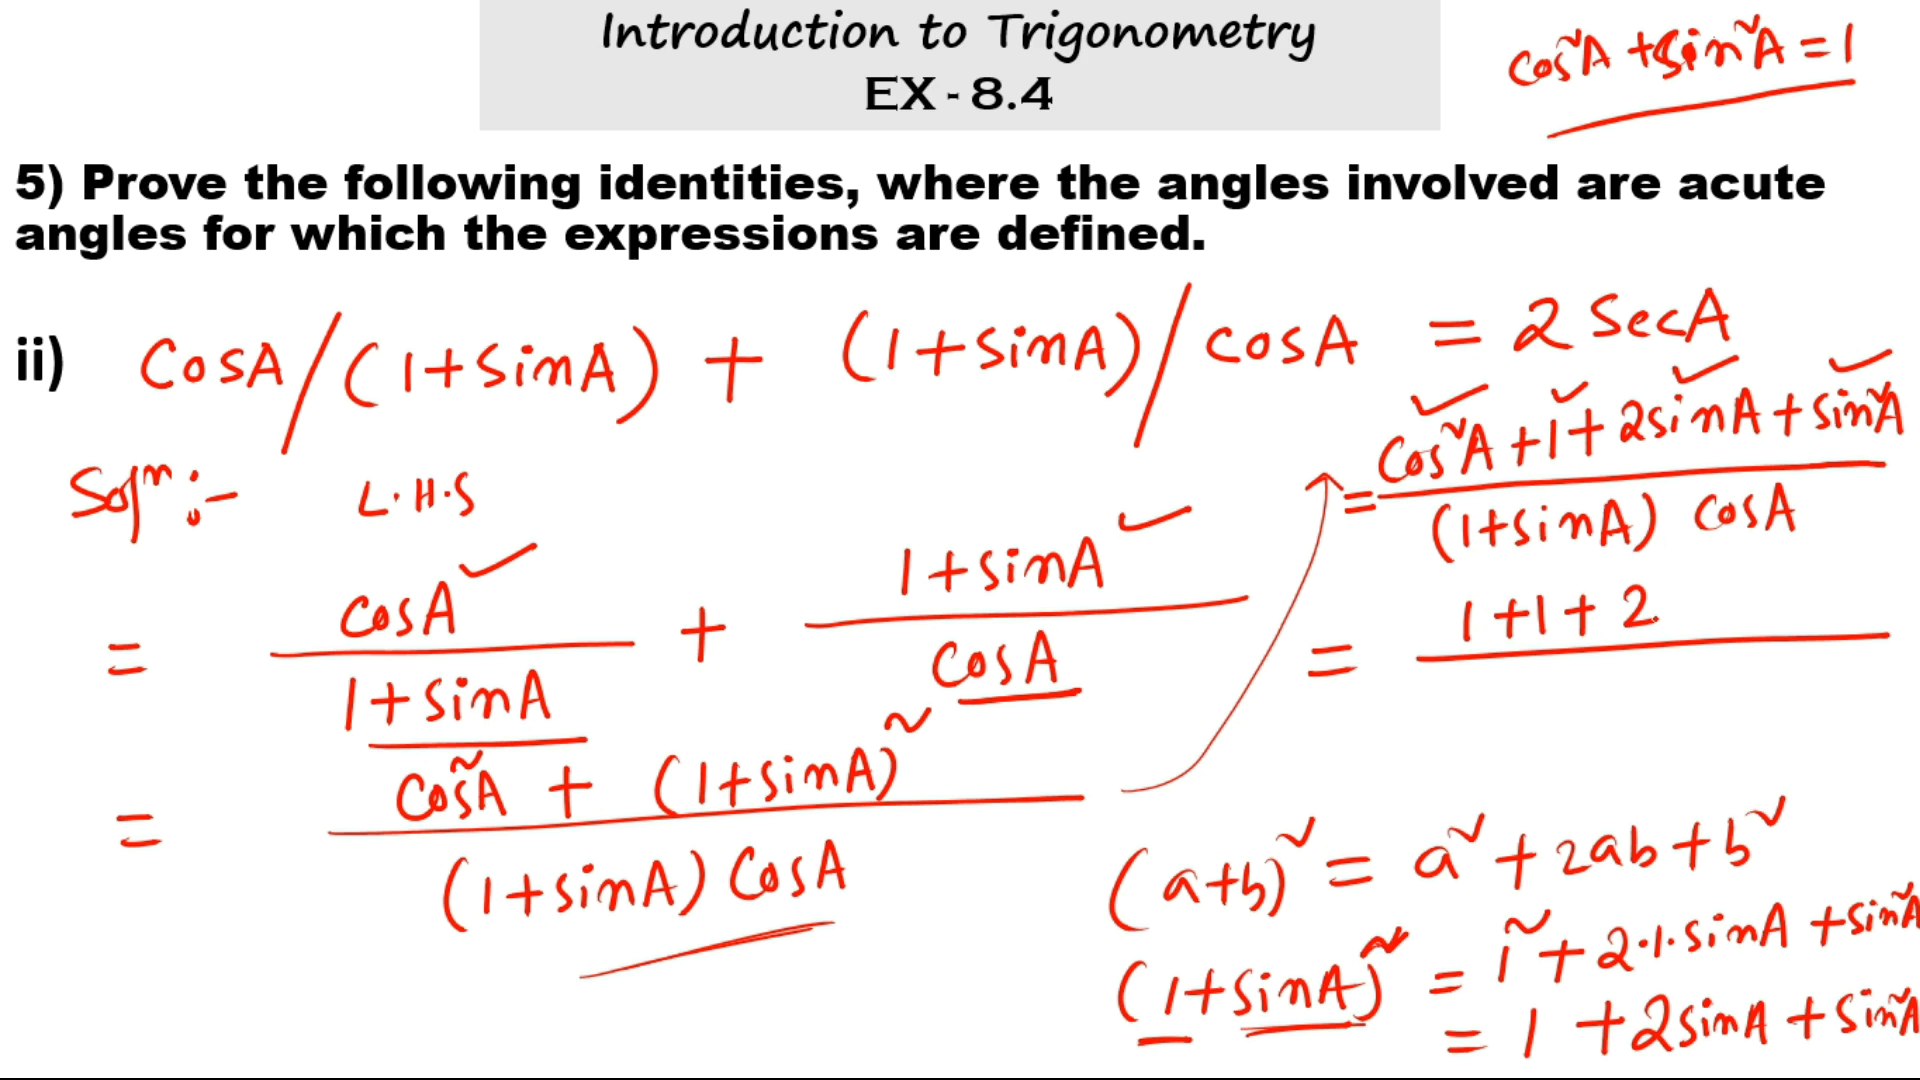 Introduction to Trigonometry
EX - 8.4
cos²A + sin²A = 1
5) Prove the following identities, where the angles involved are acute
angles for which the expressions are defined.
ii) cosA/(1+sinA) + (1+sinA)/cosA = 2 SecA
Solⁿ :- L.H.S
= cosA / 1+sinA + 1+sinA / cosA
= cos²A + (1+sinA)² / (1+sinA) cosA
= cos²A + 1 + 2sinA + sin²A / (1+sinA) cosA
= 1+1+2
(a+b)² = a² + 2ab + b²
(1+sinA)² = 1² + 2.1.sinA + sin²A
= 1 + 2sinA + sin²A